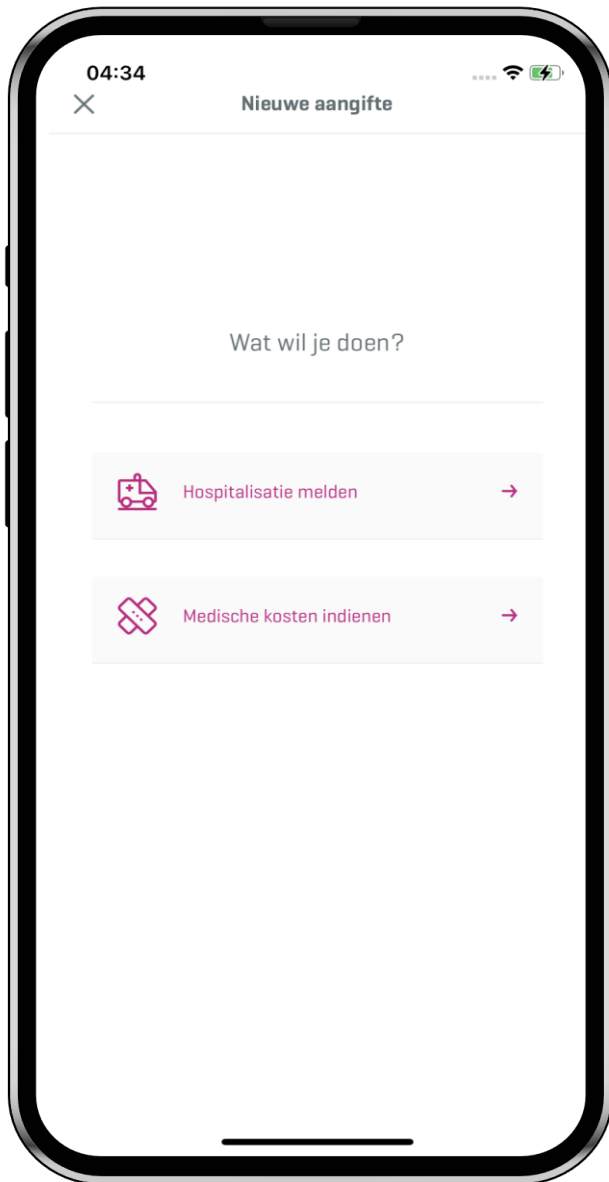 04:34
Nieuwe aangifte
Wat wil je doen?
Hospitalisatie melden
Medische kosten indienen